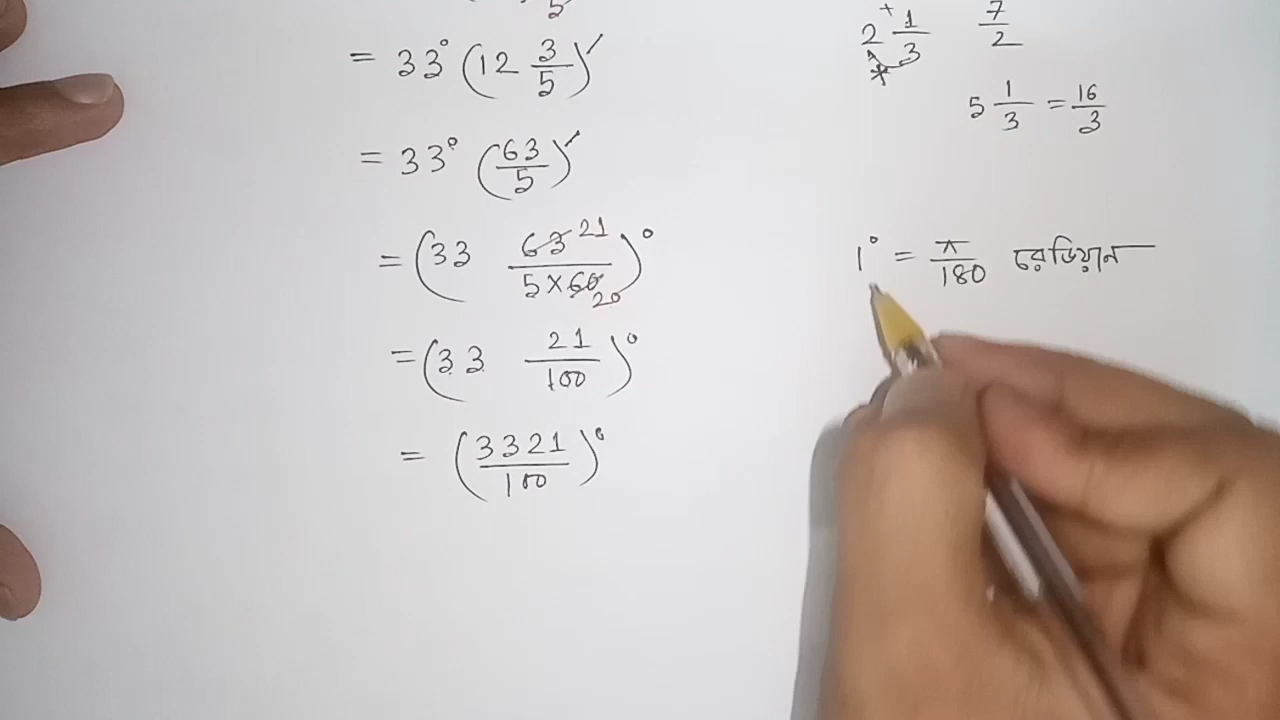 5
= 33° (12 3/5)′
= 33° (63/5)′
= (33 63 21 / 5 × 60 20)°
= (33 21/100)°
= (3321/100)°
2 + 1/3 * 7/2
5 1/3 = 16/3
1° = π/180 রেডিয়ান